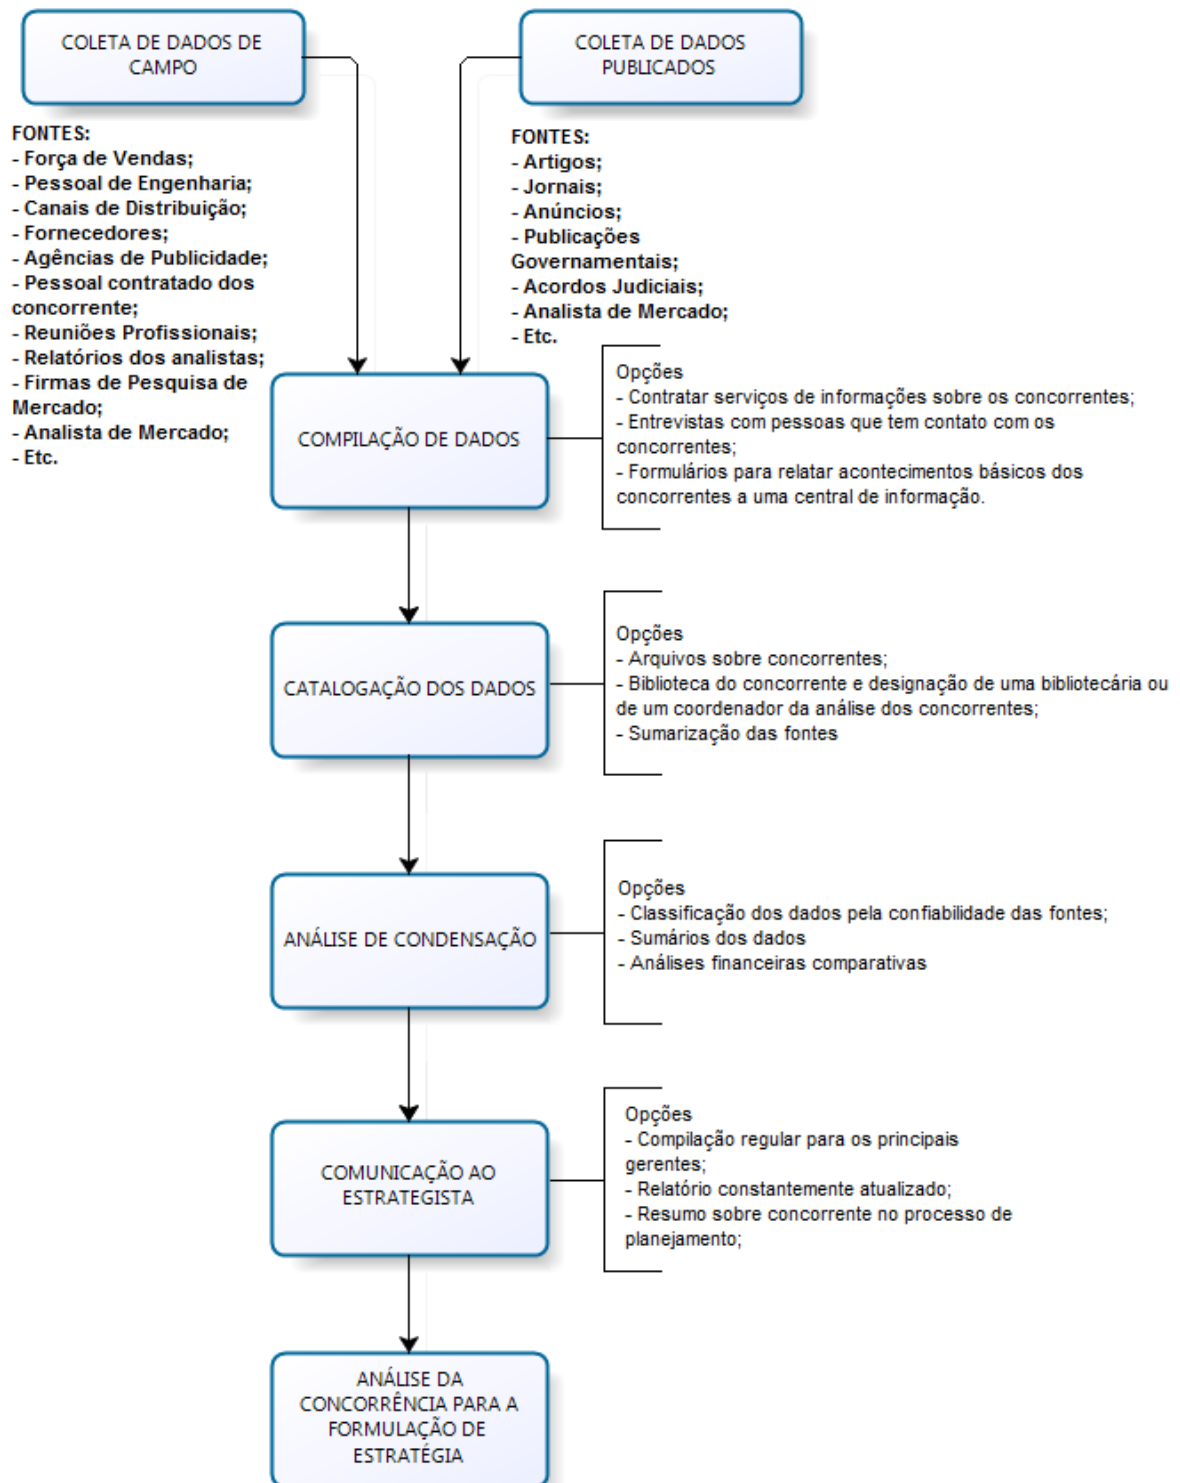 COLETA DE DADOS DE
CAMPO
COLETA DE DADOS
PUBLICADOS
FONTES:
- Força de Vendas;
- Pessoal de Engenharia;
- Canais de Distribuição;
- Fornecedores;
- Agências de Publicidade;
- Pessoal contratado dos
concorrente;
- Reuniões Profissionais;
- Relatórios dos analistas;
- Firmas de Pesquisa de
Mercado;
- Analista de Mercado;
- Etc.
FONTES:
- Artigos;
- Jornais;
- Anúncios;
- Publicações
Governamentais;
- Acordos Judiciais;
- Analista de Mercado;
- Etc.
COMPILAÇÃO DE DADOS
Opções
- Contratar serviços de informações sobre os concorrentes;
- Entrevistas com pessoas que tem contato com os
concorrentes;
- Formulários para relatar acontecimentos básicos dos
concorrentes a uma central de informação.
CATALOGAÇÃO DOS DADOS
Opções
- Arquivos sobre concorrentes;
- Biblioteca do concorrente e designação de uma bibliotecária ou
de um coordenador da análise dos concorrentes;
- Sumarização das fontes
ANÁLISE DE CONDENSAÇÃO
Opções
- Classificação dos dados pela confiabilidade das fontes;
- Sumários dos dados
- Análises financeiras comparativas
COMUNICAÇÃO AO
ESTRATEGISTA
Opções
- Compilação regular para os principais
gerentes;
- Relatório constantemente atualizado;
- Resumo sobre concorrente no processo de
planejamento;
ANÁLISE DA
CONCORRÊNCIA PARA A
FORMULAÇÃO DE
ESTRATÉGIA